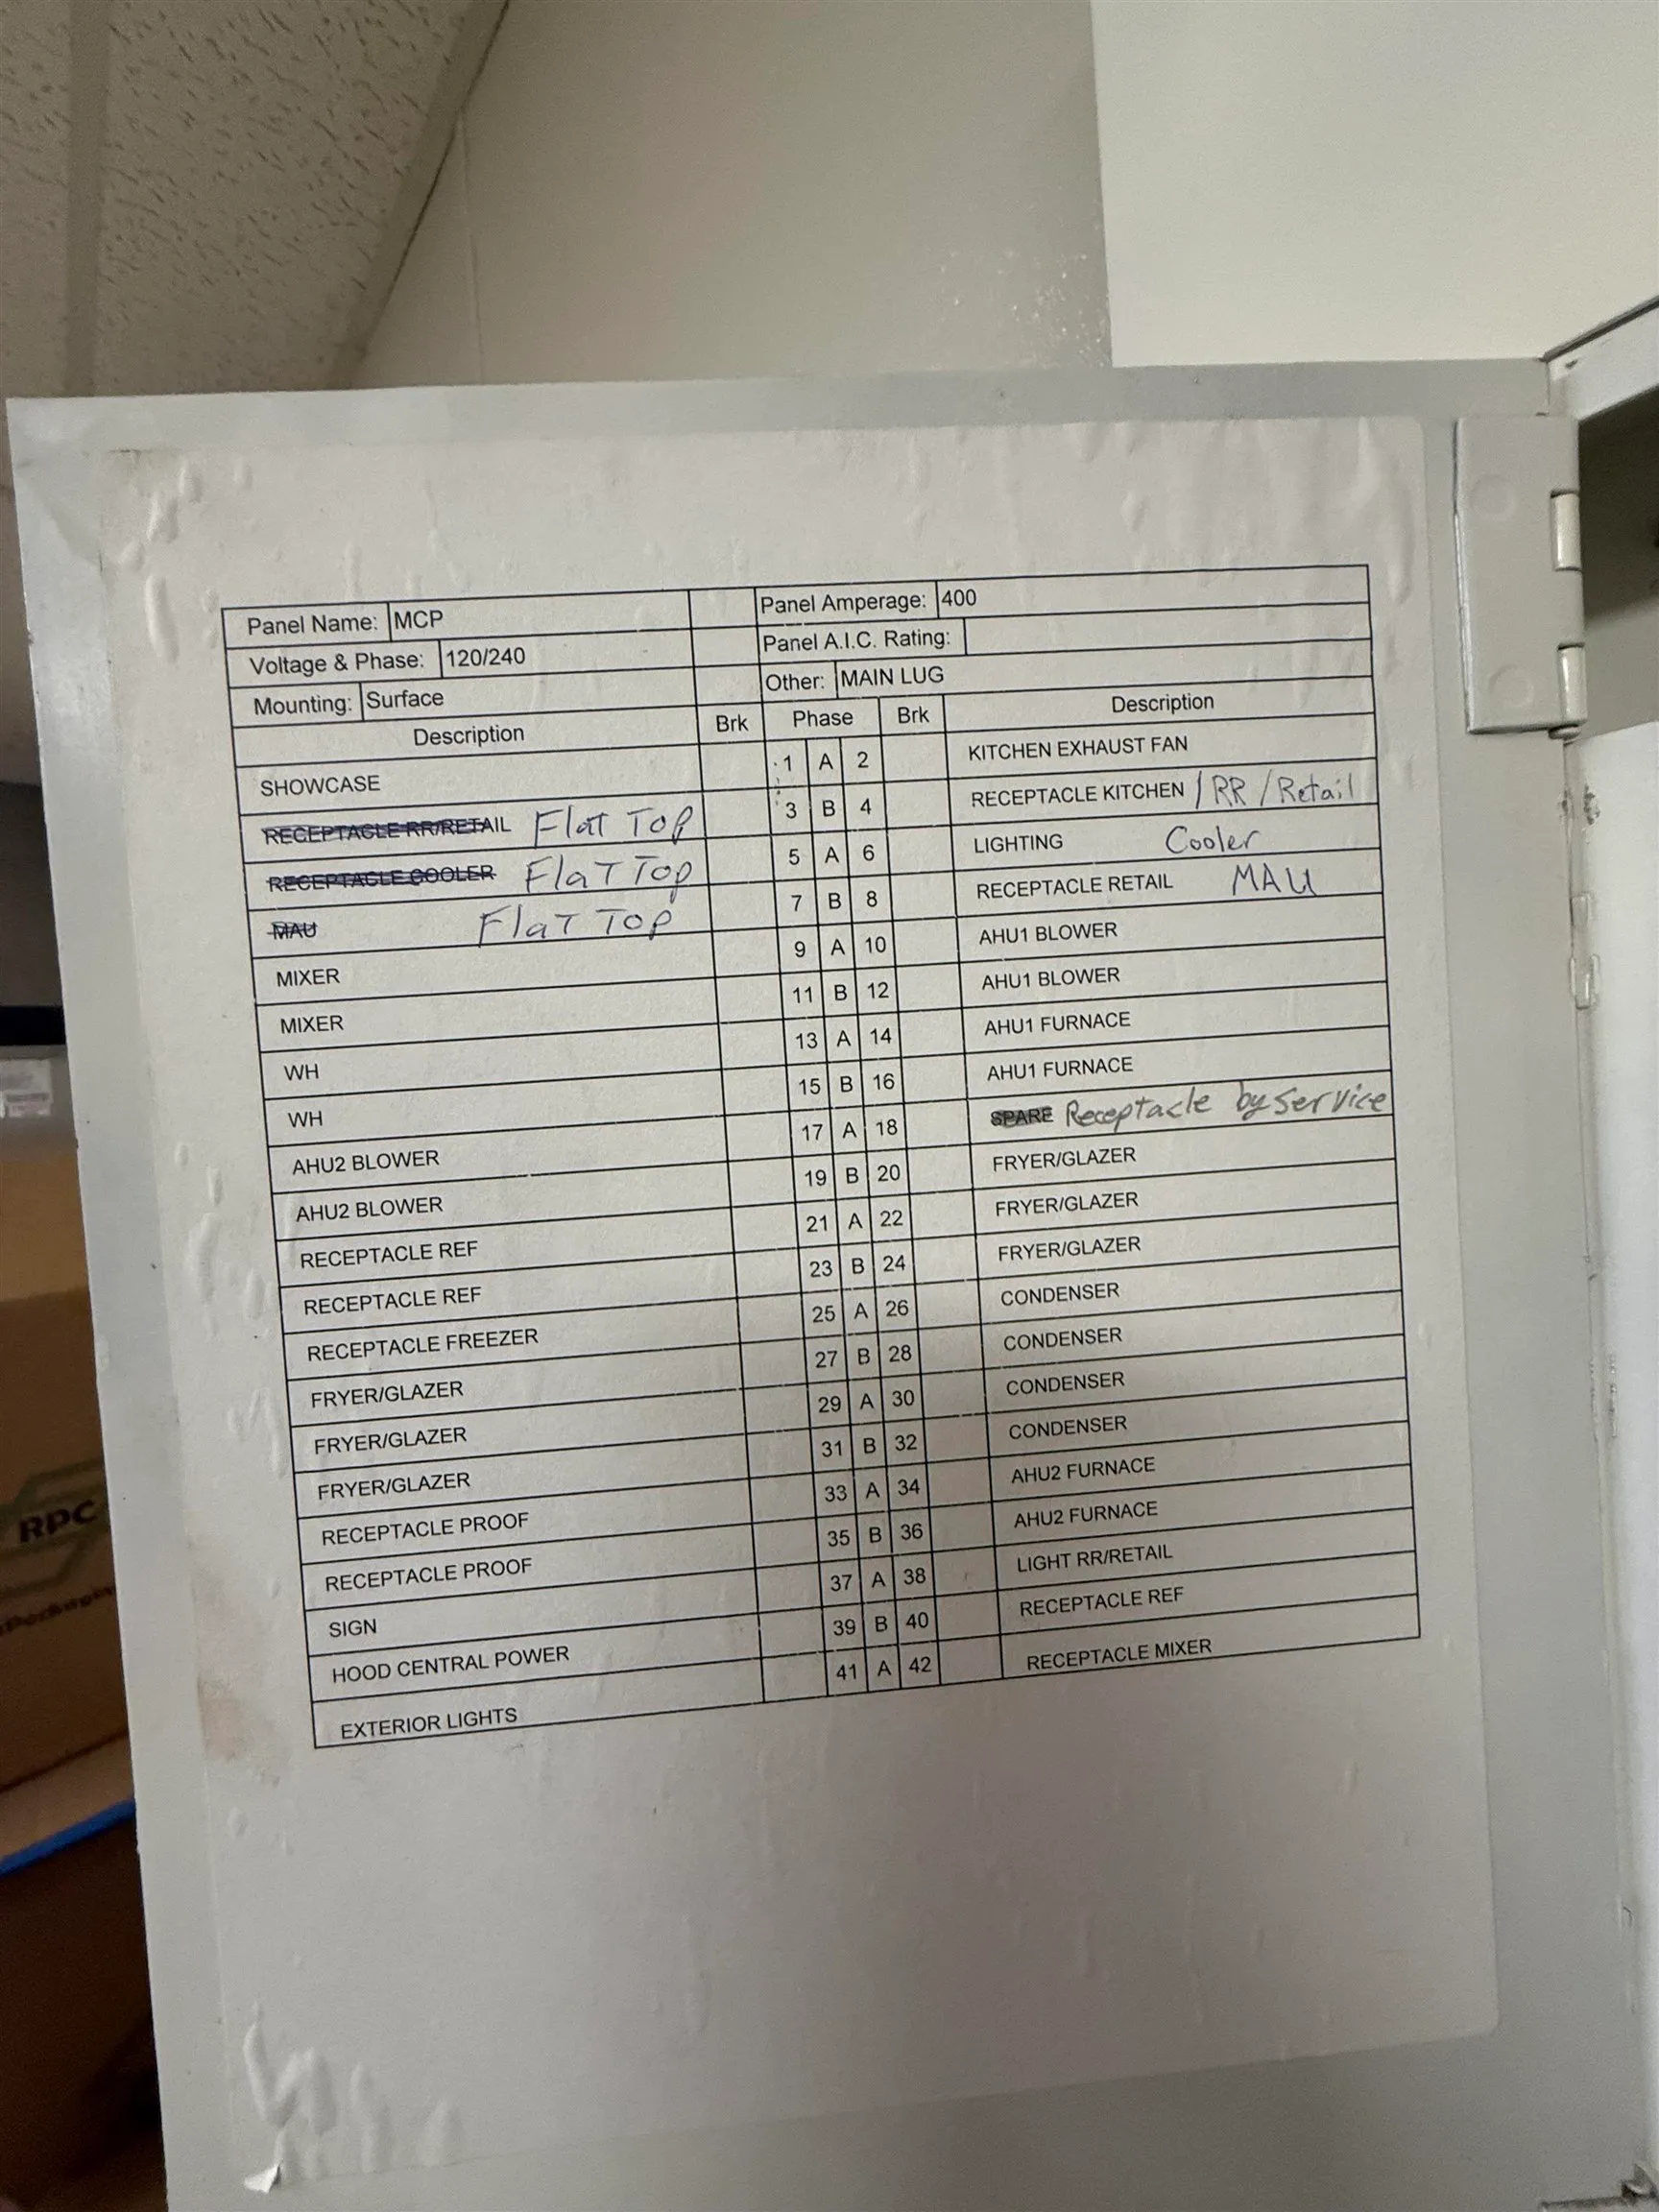 Panel Name: MCP Panel Amperage: 400
Voltage & Phase: 120/240 Panel A.I.C. Rating:
Mounting: Surface Other: MAIN LUG
Description Brk Phase Brk Description
SHOWCASE 1 A 2 KITCHEN EXHAUST FAN
RECEPTACLE RR/RETAIL Flat Top 3 B 4 RECEPTACLE KITCHEN / RR / Retail
RECEPTACLE COOLER Flat Top 5 A 6 LIGHTING Cooler
MAU Flat Top 7 B 8 RECEPTACLE RETAIL MAU
MIXER 9 A 10 AHU1 BLOWER
MIXER 11 B 12 AHU1 BLOWER
WH 13 A 14 AHU1 FURNACE
WH 15 B 16 AHU1 FURNACE
AHU2 BLOWER 17 A 18 SPARE Receptacle by Service
AHU2 BLOWER 19 B 20 FRYER/GLAZER
RECEPTACLE REF 21 A 22 FRYER/GLAZER
RECEPTACLE REF 23 B 24 FRYER/GLAZER
RECEPTACLE FREEZER 25 A 26 CONDENSER
FRYER/GLAZER 27 B 28 CONDENSER
FRYER/GLAZER 29 A 30 CONDENSER
FRYER/GLAZER 31 B 32 CONDENSER
RECEPTACLE PROOF 33 A 34 AHU2 FURNACE
RECEPTACLE PROOF 35 B 36 AHU2 FURNACE
SIGN 37 A 38 LIGHT RR/RETAIL
HOOD CENTRAL POWER 39 B 40 RECEPTACLE REF
EXTERIOR LIGHTS 41 A 42 RECEPTACLE MIXER
RPC